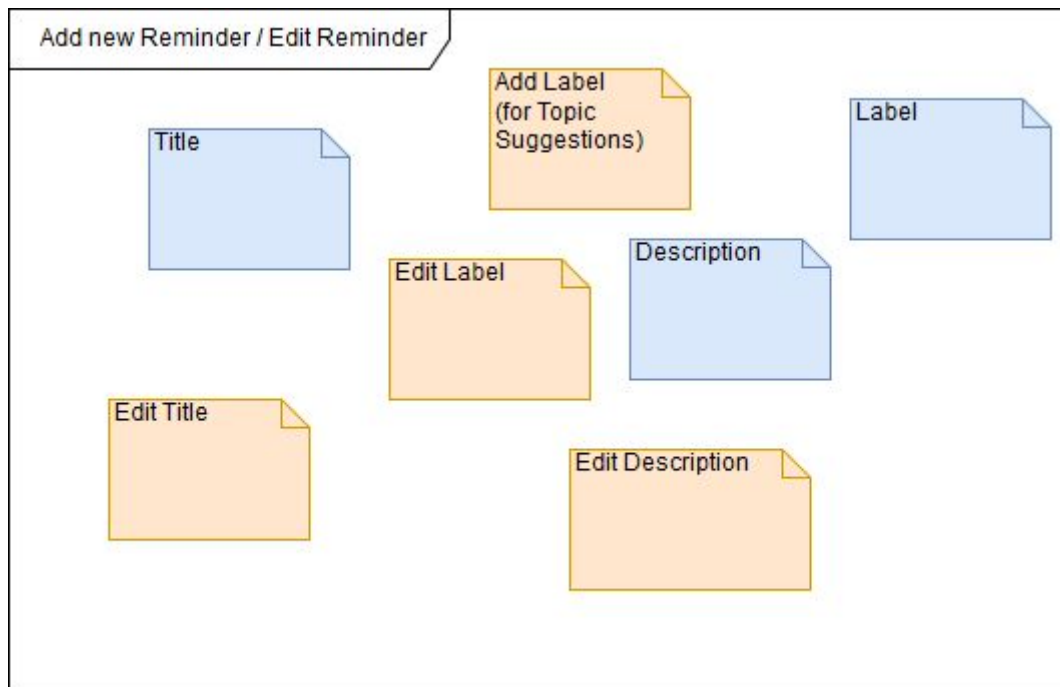 Add new Reminder / Edit Reminder
Add Label
(for Topic
Suggestions)
Label
Title
Description
Edit Label
Edit Title
Edit Description